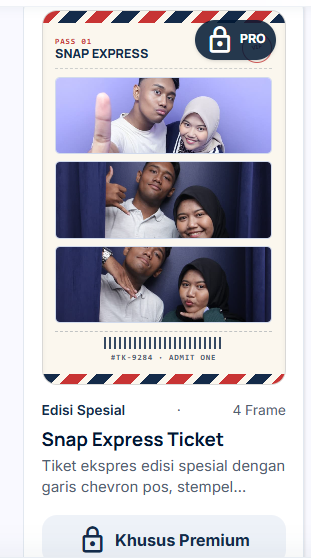 PASS 01
SNAP EXPRESS
PRO
#TK-9284 · ADMIT ONE
Edisi Spesial · 4 Frame
Snap Express Ticket
Tiket ekspres edisi spesial dengan
garis chevron pos, stempel...
Khusus Premium